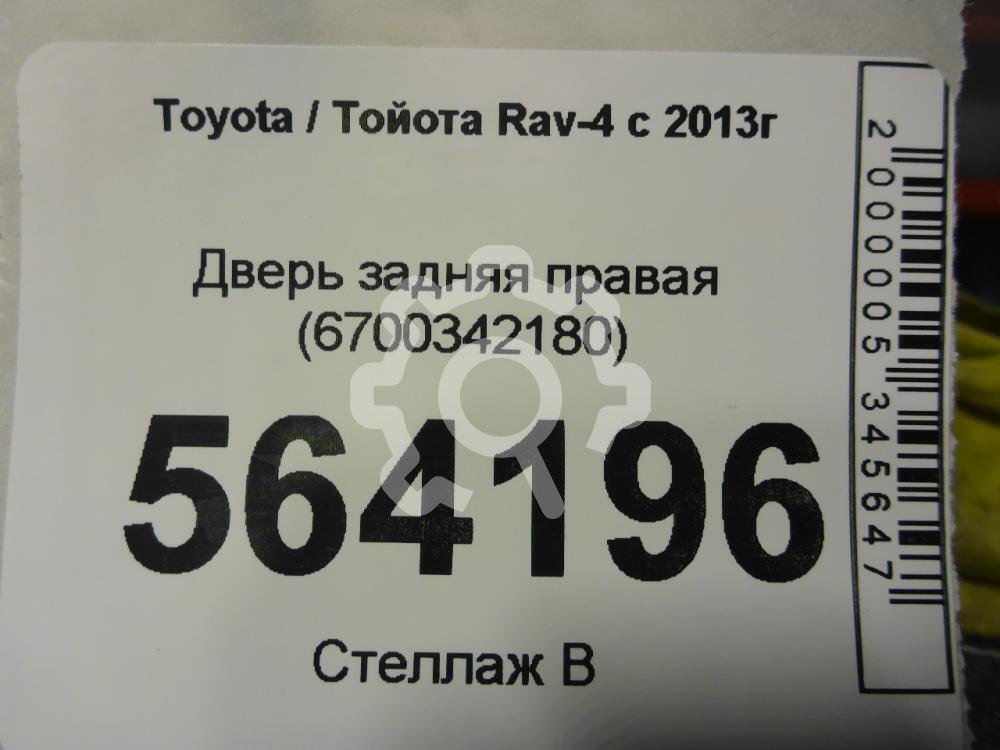 Toyota / Тойота Rav-4 с 2013г
Дверь задняя правая
(6700342180)
564196
Стеллаж В
2 000005 345647